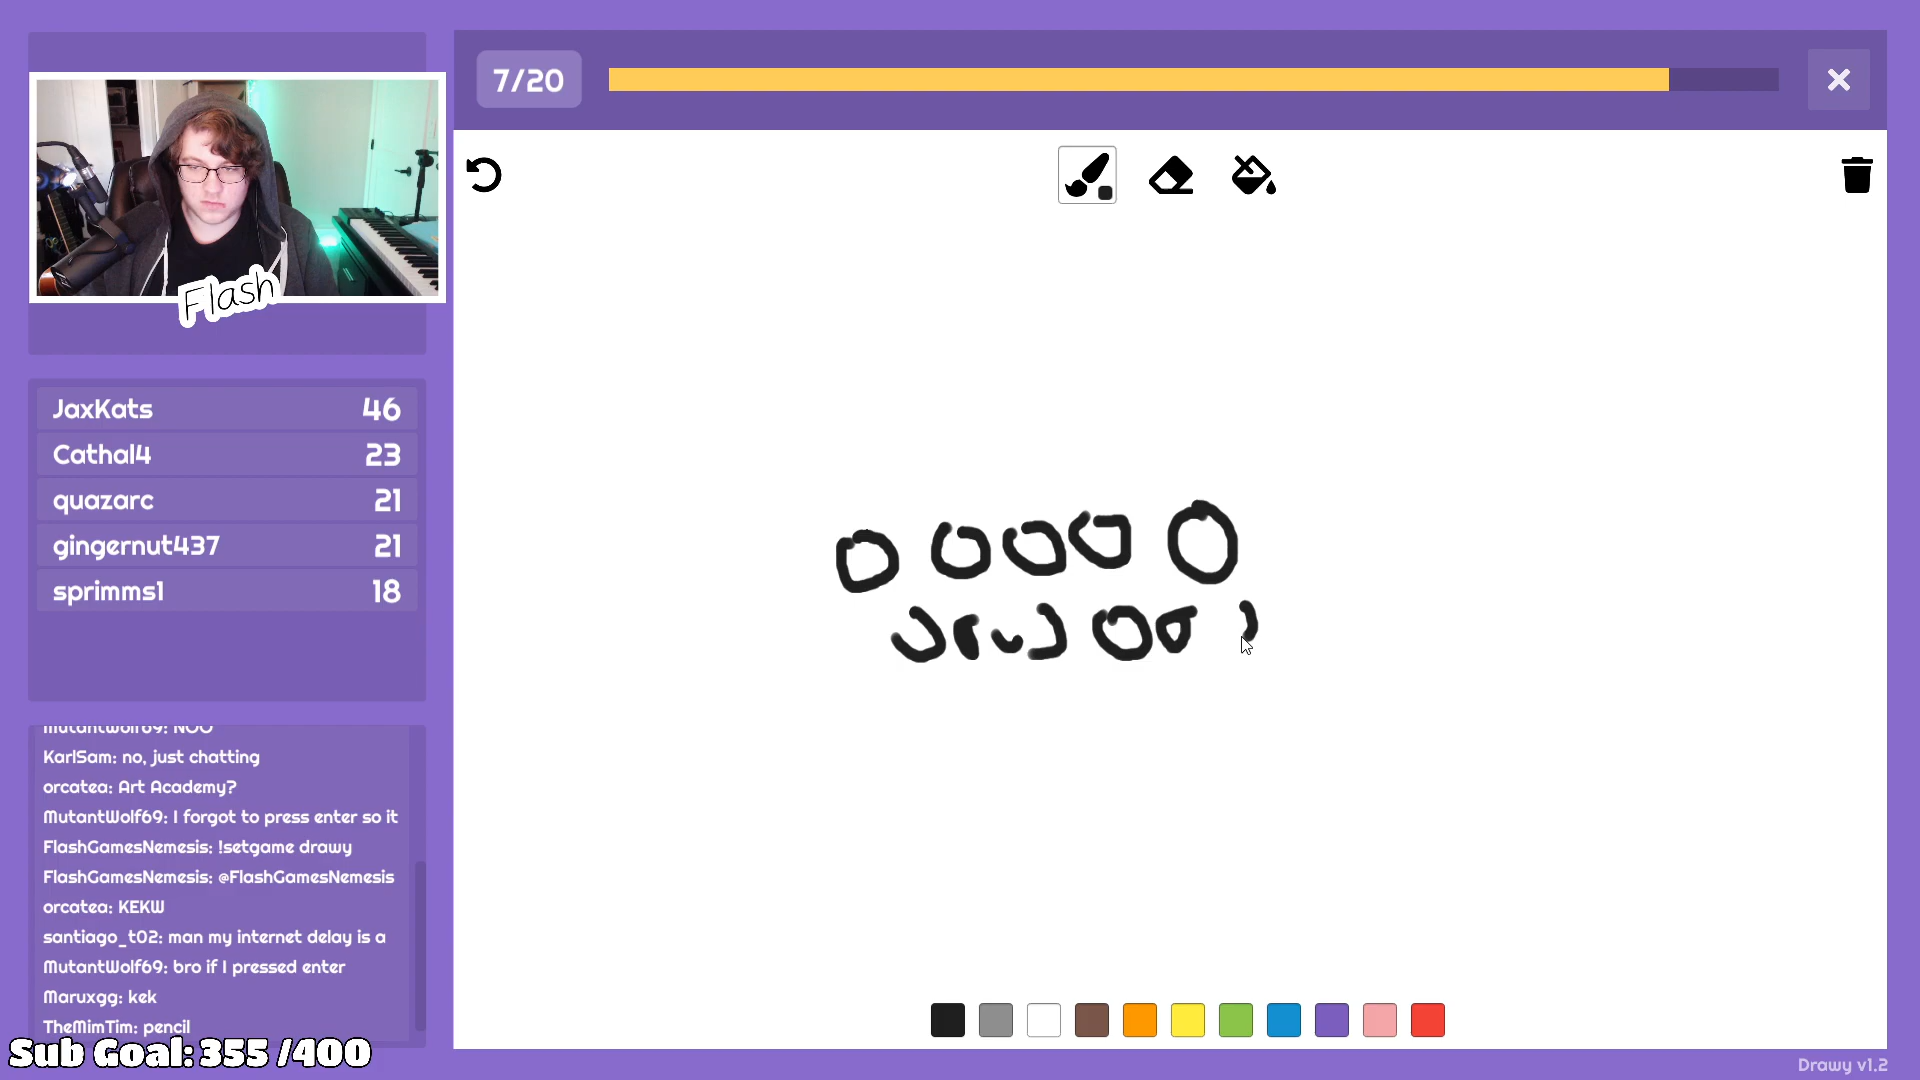 7/20
Flash
JaxKats 46
Cathal4 23
quazarc 21
gingernut437 21
sprimms1 18
MutantWolf69: NOO
KarlSam: no, just chatting
orcatea: Art Academy?
MutantWolf69: I forgot to press enter so it
FlashGamesNemesis: !setgame drawy
FlashGamesNemesis: @FlashGamesNemesis
orcatea: KEKW
santiago_t02: man my internet delay is a
MutantWolf69: bro if I pressed enter
Maruxgg: kek
TheMimTim: pencil
Sub Goal: 355 /400
Drawy v1.2